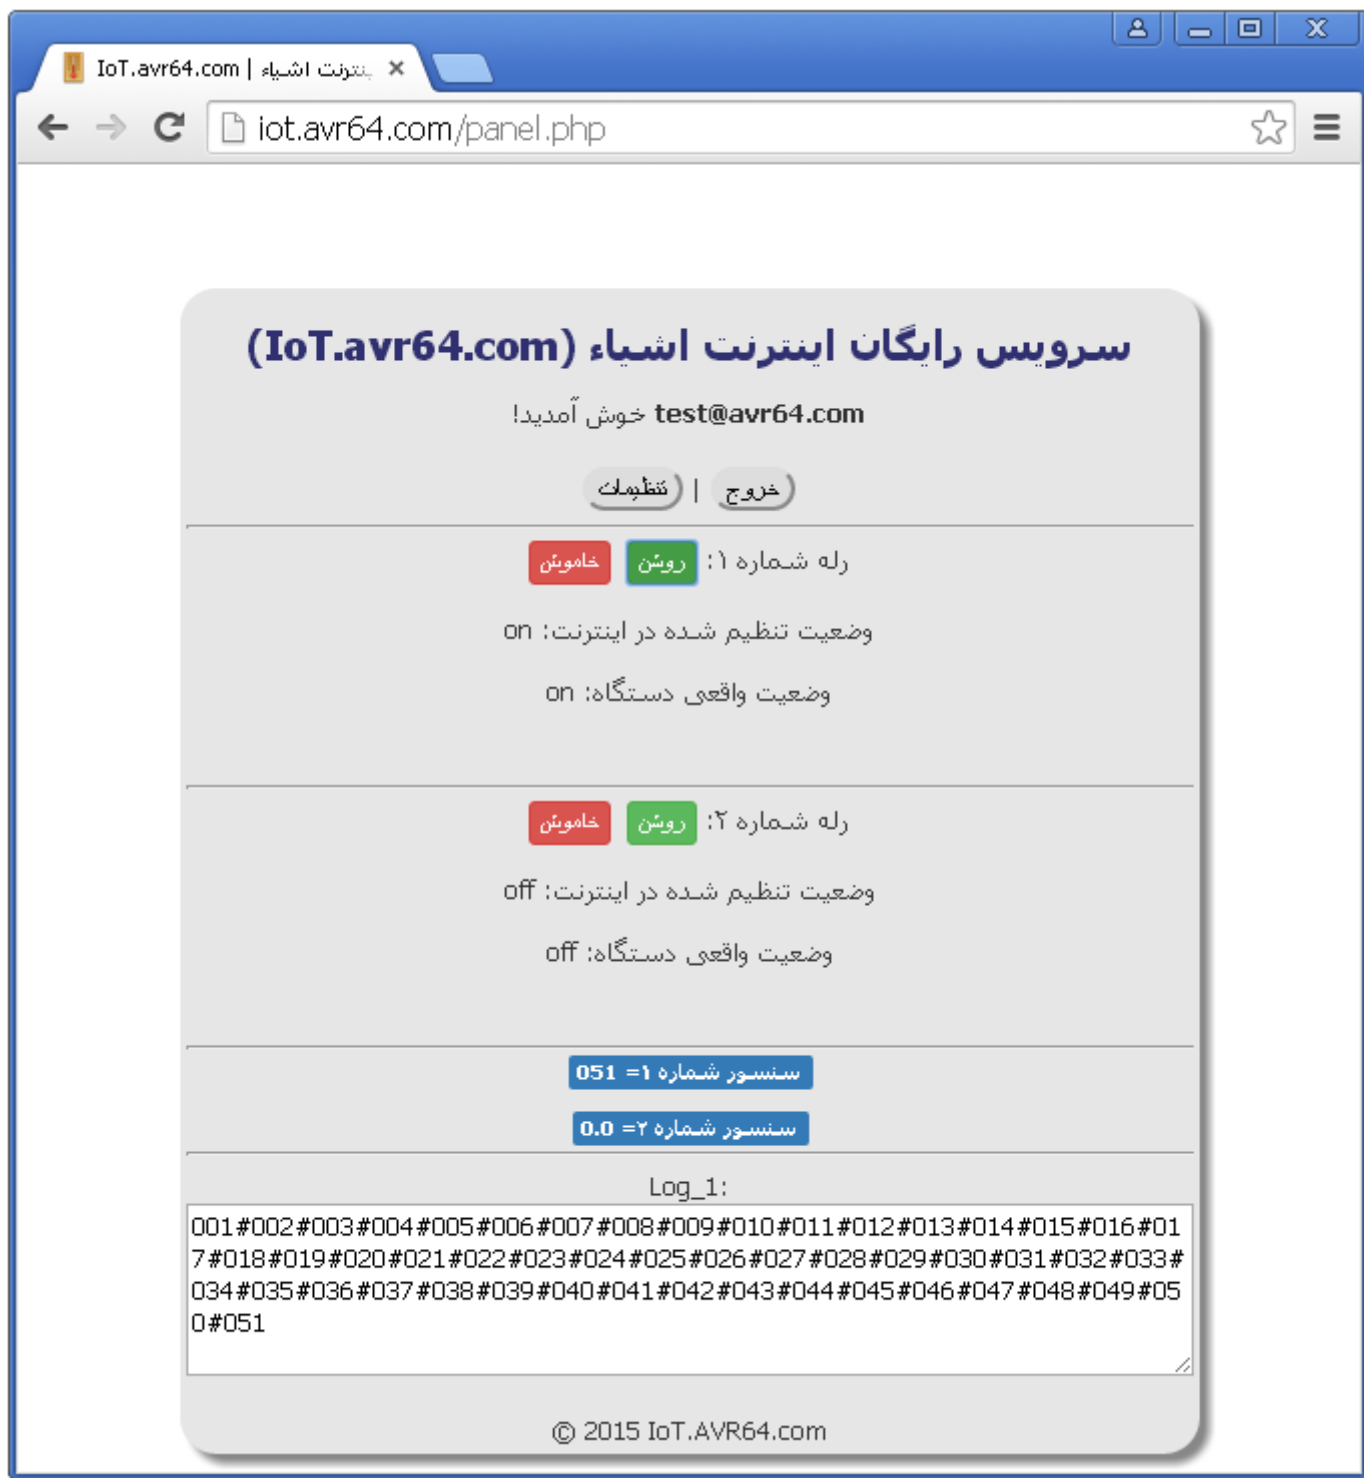 IoT.avr64.com | ینترنت اشیاء
iot.avr64.com/panel.php
سرویس رایگان اینترنت اشیاء (IoT.avr64.com)
test@avr64.com خوش آمدید!
خروج | تنظیمات
رله شماره ۱: روشن خاموش
وضعیت تنظیم شده در اینترنت: on
وضعیت واقعی دستگاه: on
رله شماره ۲: روشن خاموش
وضعیت تنظیم شده در اینترنت: off
وضعیت واقعی دستگاه: off
سنسور شماره ۱= 051
سنسور شماره ۲= 0.0
Log_1:
001#002#003#004#005#006#007#008#009#010#011#012#013#014#015#016#01
7#018#019#020#021#022#023#024#025#026#027#028#029#030#031#032#033#
034#035#036#037#038#039#040#041#042#043#044#045#046#047#048#049#05
0#051
© 2015 IoT.AVR64.com